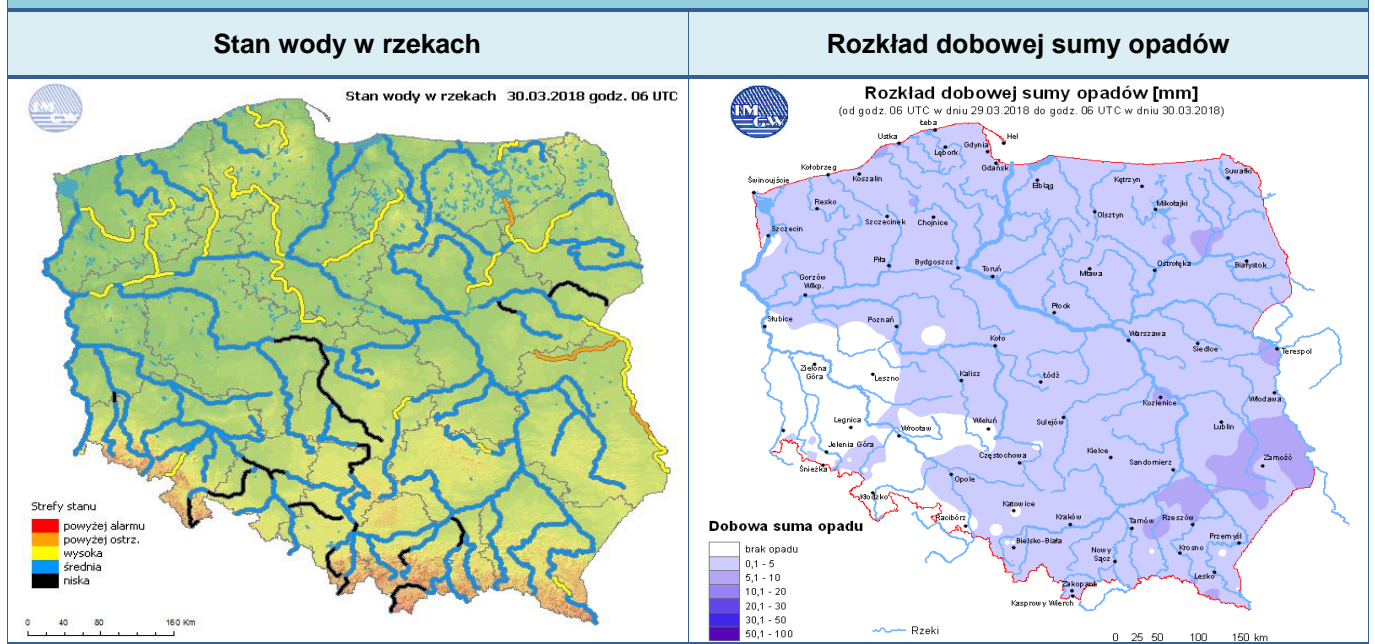 Stan wody w rzekach
Rozkład dobowej sumy opadów
IM
GW
Stan wody w rzekach 30.03.2018 godz. 06 UTC
Strefy stanu
powyżej alarmu
powyżej ostrz.
wysoka
średnia
niska
0 40 80 160 Km
IM
GW
Rozkład dobowej sumy opadów [mm]
(od godz. 06 UTC w dniu 29.03.2018 do godz. 06 UTC w dniu 30.03.2018)
Łeba
Ustka
Hel
Lębork
Gdynia
Gdańsk
Kołobrzeg
Koszalin
Świnoujście
Elbląg
Kętrzyn
Suwałki
Resko
Szczecinek
Chojnice
Olsztyn
Mikołajki
Szczecin
Piła
Bydgoszcz
Toruń
Mława
Ostrołęka
Białystok
Gorzów
Wlkp.
Płock
Słubice
Poznań
Koło
Warszawa
Siedlce
Terespol
Zielona
Góra
Leszno
Kalisz
Łódź
Kozienice
Włodawa
Legnica
Wrocław
Wieluń
Sulejów
Lublin
Jelenia Góra
Śnieżka
Częstochowa
Kielce
Sandomierz
Zamość
Kłodzko
Opole
Katowice
Racibórz
Kraków
Tarnów
Rzeszów
Przemyśl
Bielsko-Biała
Nowy
Sącz
Krosno
Lesko
Zakopane
Kasprowy Wierch
Dobowa suma opadu
brak opadu
0,1 - 5
5,1 - 10
10,1 - 20
20,1 - 30
30,1 - 50
50,1 - 100
Rzeki
0 25 50 100 150 km